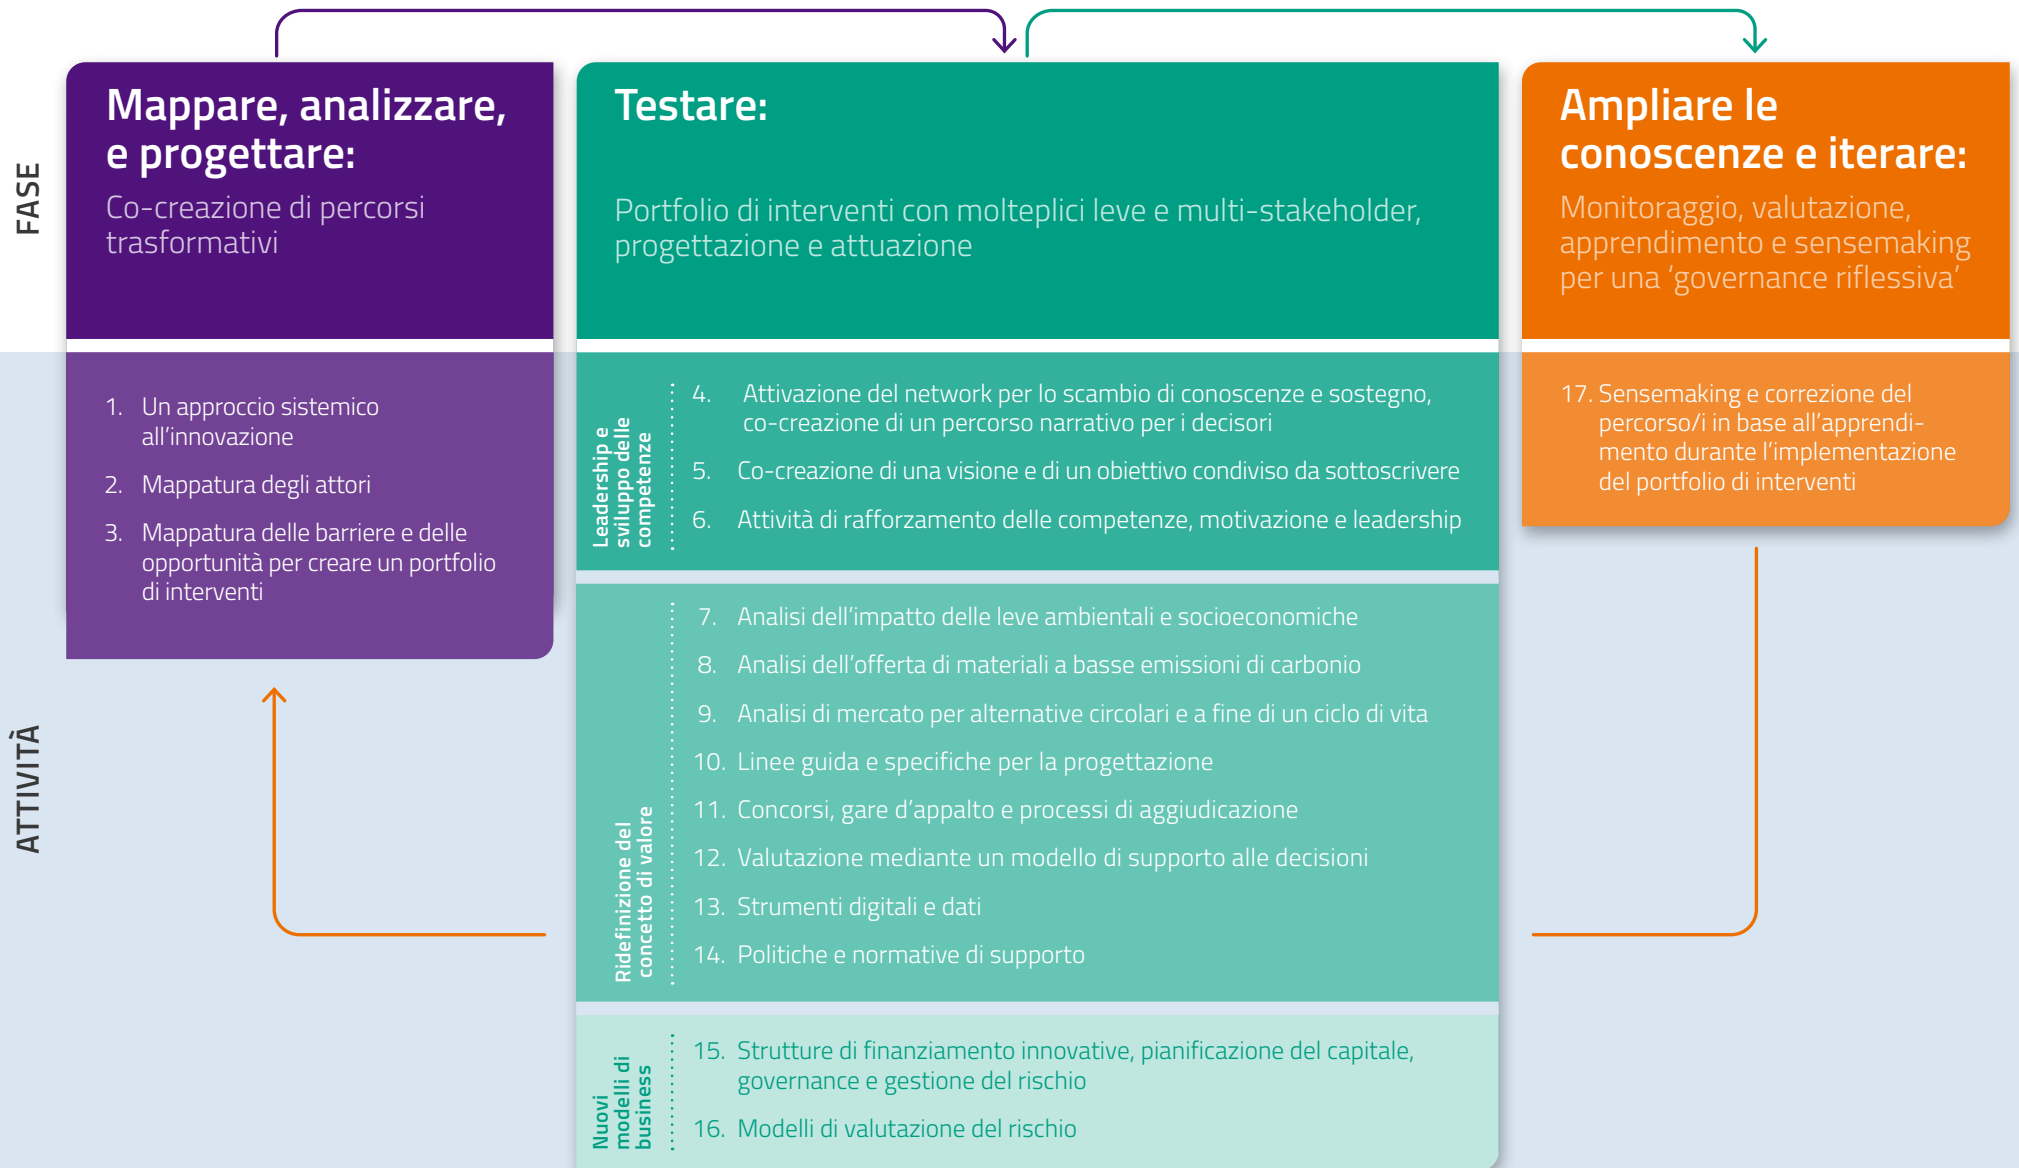 FASE
Mappare, analizzare,
e progettare:
Co-creazione di percorsi
trasformativi
Testare:
Portfolio di interventi con molteplici leve e multi-stakeholder,
progettazione e attuazione
Ampliare le
conoscenze e iterare:
Monitoraggio, valutazione,
apprendimento e sensemaking
per una ‘governance riflessiva’
ATTIVITÀ
1. Un approccio sistemico
all’innovazione
2. Mappatura degli attori
3. Mappatura delle barriere e delle
opportunità per creare un portfolio
di interventi
Leadership e
sviluppo delle
competenze
4. Attivazione del network per lo scambio di conoscenze e sostegno,
co-creazione di un percorso narrativo per i decisori
5. Co-creazione di una visione e di un obiettivo condiviso da sottoscrivere
6. Attività di rafforzamento delle competenze, motivazione e leadership
Ridefinizione del
concetto di valore
7. Analisi dell’impatto delle leve ambientali e socioeconomiche
8. Analisi dell’offerta di materiali a basse emissioni di carbonio
9. Analisi di mercato per alternative circolari e a fine di un ciclo di vita
10. Linee guida e specifiche per la progettazione
11. Concorsi, gare d’appalto e processi di aggiudicazione
12. Valutazione mediante un modello di supporto alle decisioni
13. Strumenti digitali e dati
14. Politiche e normative di supporto
Nuovi
modelli di
business
15. Strutture di finanziamento innovative, pianificazione del capitale,
governance e gestione del rischio
16. Modelli di valutazione del rischio
17. Sensemaking e correzione del
percorso/i in base all’apprendi-
mento durante l’implementazione
del portfolio di interventi